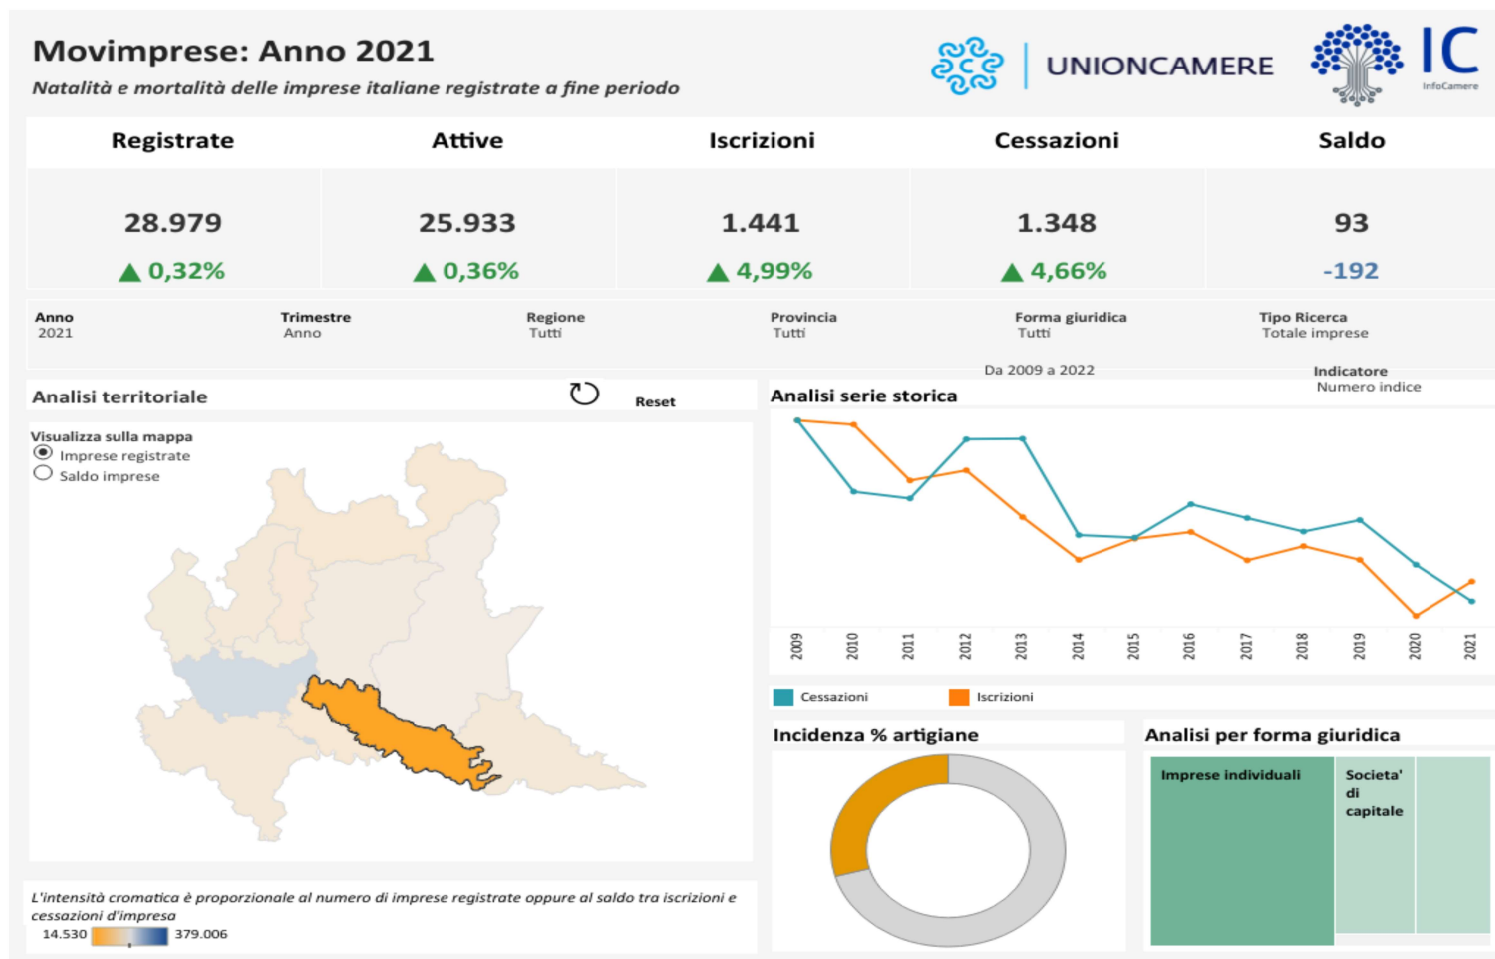 Movimprese: Anno 2021
Natalità e mortalità delle imprese italiane registrate a fine periodo
UNIONCAMERE
IC
InfoCamere
Registrate Attive Iscrizioni Cessazioni Saldo
28.979 25.933 1.441 1.348 93
▲ 0,32% ▲ 0,36% ▲ 4,99% ▲ 4,66% -192
Anno Trimestre Regione Provincia Forma giuridica Tipo Ricerca
2021 Anno Tutti Tutti Tutti Totale imprese
Da 2009 a 2022 Indicatore
Numero indice
Analisi territoriale Reset
Visualizza sulla mappa
Imprese registrate
Saldo imprese
L'intensità cromatica è proporzionale al numero di imprese registrate oppure al saldo tra iscrizioni e
cessazioni d'impresa
14.530 379.006
Analisi serie storica
2009 2010 2011 2012 2013 2014 2015 2016 2017 2018 2019 2020 2021
Cessazioni Iscrizioni
Incidenza % artigiane
Analisi per forma giuridica
Imprese individuali
Societa'
di
capitale